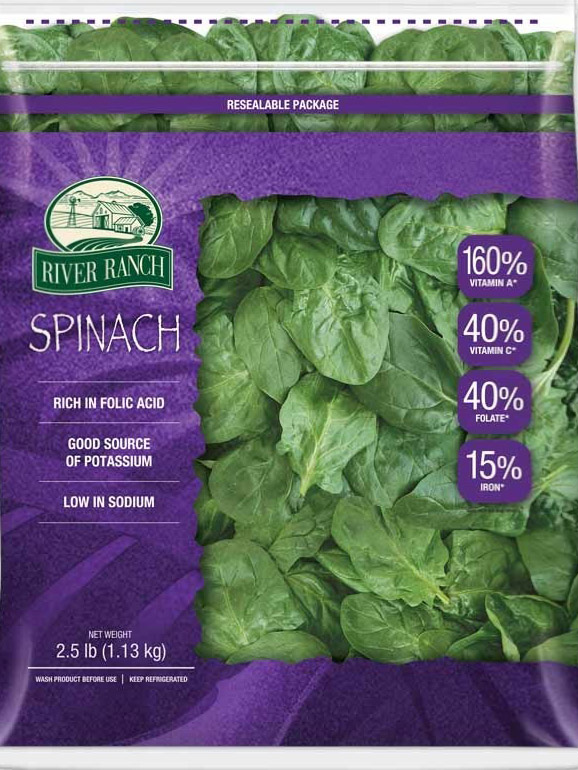 RESEALABLE PACKAGE
RIVER RANCH
SPINACH
RICH IN FOLIC ACID
GOOD SOURCE
OF POTASSIUM
LOW IN SODIUM
160%
VITAMIN A*
40%
VITAMIN C*
40%
FOLATE*
15%
IRON*
NET WEIGHT
2.5 lb (1.13 kg)
WASH PRODUCT BEFORE USE | KEEP REFRIGERATED